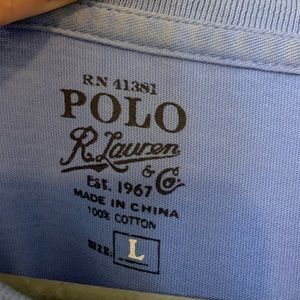 RN 41381
POLO
R. Lauren
& Co.
EST. 1967
MADE IN CHINA
100% COTTON
SIZE: L